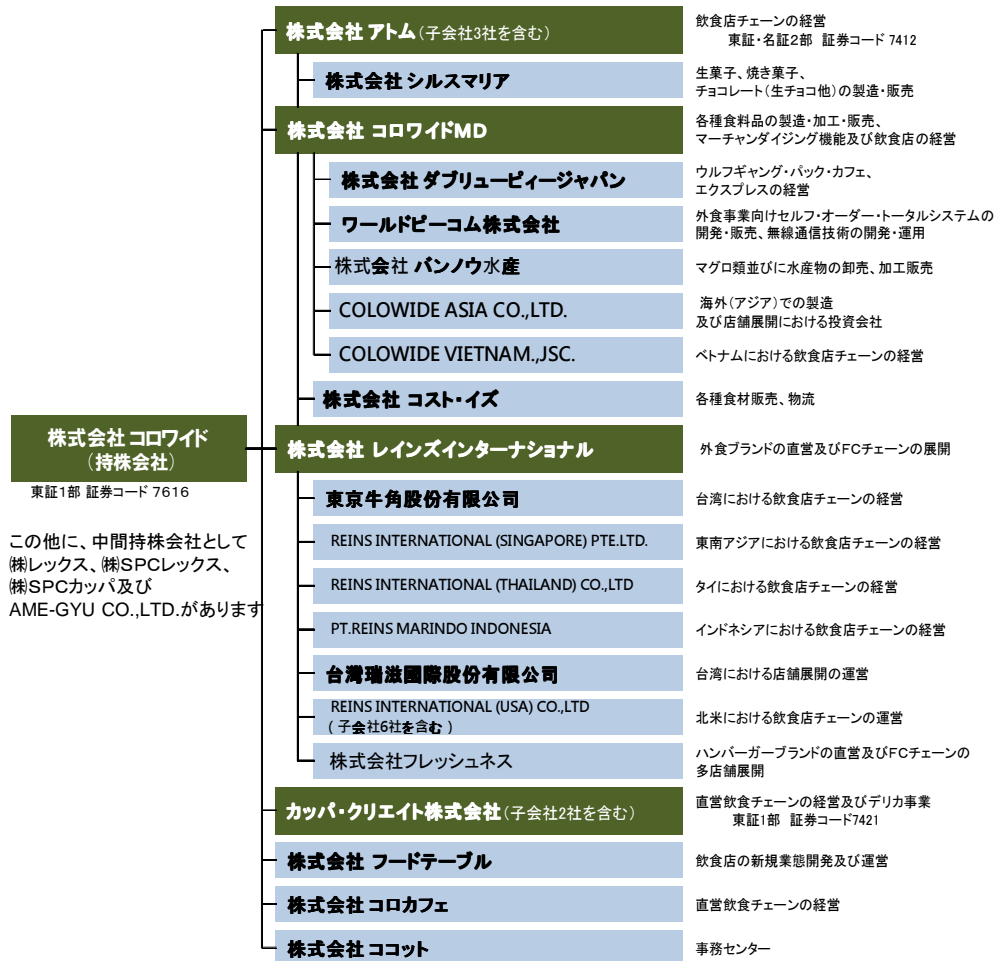 株式会社 アトム(子会社3社を含む)
飲食店チェーンの経営
東証・名証2部 証券コード 7412
株式会社 シルスマリア
生菓子、焼き菓子、
チョコレート(生チョコ他)の製造・販売
株式会社 コロワイドMD
各種食料品の製造・加工・販売、
マーチャンダイジング機能及び飲食店の経営
株式会社 ダブリューピィージャパン
ウルフギャング・パック・カフェ、
エクスプレスの経営
ワールドピーコム株式会社
外食事業向けセルフ・オーダー・トータルシステムの
開発・販売、無線通信技術の開発・運用
株式会社 バンノウ水産
マグロ類並びに水産物の卸売、加工販売
COLOWIDE ASIA CO.,LTD.
海外(アジア)での製造
及び店舗展開における投資会社
COLOWIDE VIETNAM.,JSC.
ベトナムにおける飲食店チェーンの経営
株式会社 コスト・イズ
各種食材販売、物流
株式会社 コロワイド
(持株会社)
東証1部 証券コード 7616
この他に、中間持株会社として
㈱レックス、㈱SPCレックス、
㈱SPCカッパ及び
AME-GYU CO.,LTD.があります
株式会社 レインズインターナショナル
外食ブランドの直営及びFCチェーンの展開
東京牛角股份有限公司
台湾における飲食店チェーンの経営
REINS INTERNATIONAL (SINGAPORE) PTE.LTD.
東南アジアにおける飲食店チェーンの経営
REINS INTERNATIONAL (THAILAND) CO.,LTD
タイにおける飲食店チェーンの経営
PT.REINS MARINDO INDONESIA
インドネシアにおける飲食店チェーンの経営
台灣瑞滋國際股份有限公司
台湾における店舗展開の運営
REINS INTERNATIONAL (USA) CO.,LTD
(子会社6社を含む)
北米における飲食店チェーンの運営
株式会社フレッシュネス
ハンバーガーブランドの直営及びFCチェーンの
多店舗展開
カッパ・クリエイト株式会社(子会社2社を含む)
直営飲食チェーンの経営及びデリカ事業
東証1部 証券コード7421
株式会社 フードテーブル
飲食店の新規業態開発及び運営
株式会社 コロカフェ
直営飲食チェーンの経営
株式会社 ココット
事務センター